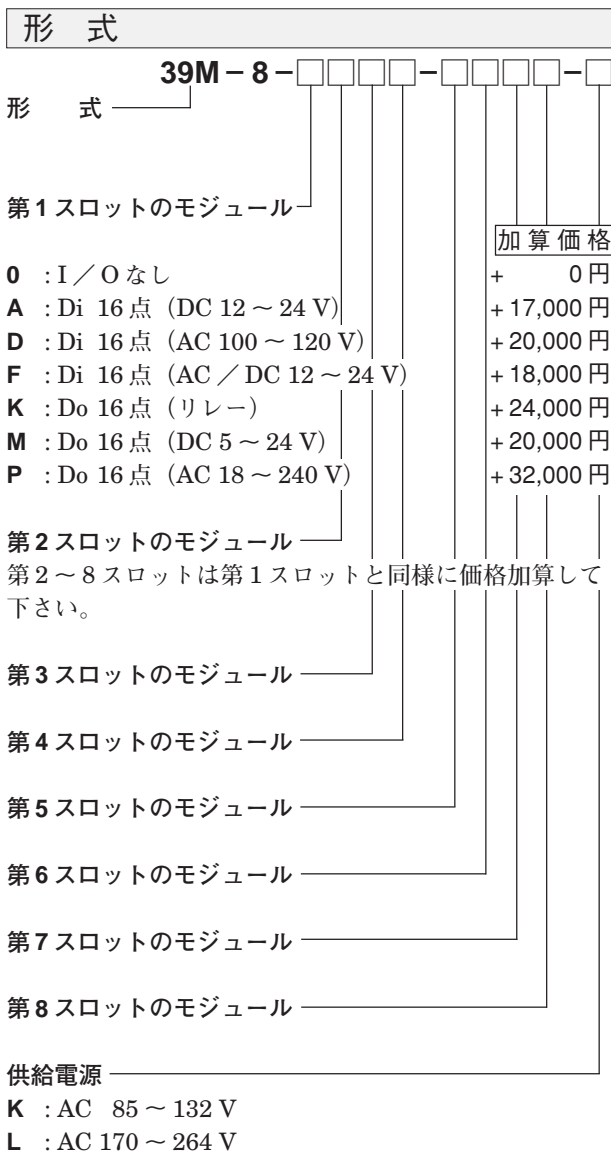 形 式
39M－8－□□□□－□□□□－□
形 式
第1スロットのモジュール
加算価格
0 ：I／Oなし + 0円
A ：Di 16点（DC 12～24 V） + 17,000円
D ：Di 16点（AC 100～120 V） + 20,000円
F ：Di 16点（AC／DC 12～24 V） + 18,000円
K ：Do 16点（リレー） + 24,000円
M ：Do 16点（DC 5～24 V） + 20,000円
P ：Do 16点（AC 18～240 V） + 32,000円
第2スロットのモジュール
第2～8スロットは第1スロットと同様に価格加算して
下さい。
第3スロットのモジュール
第4スロットのモジュール
第5スロットのモジュール
第6スロットのモジュール
第7スロットのモジュール
第8スロットのモジュール
供給電源
K ：AC 85～132 V
L ：AC 170～264 V